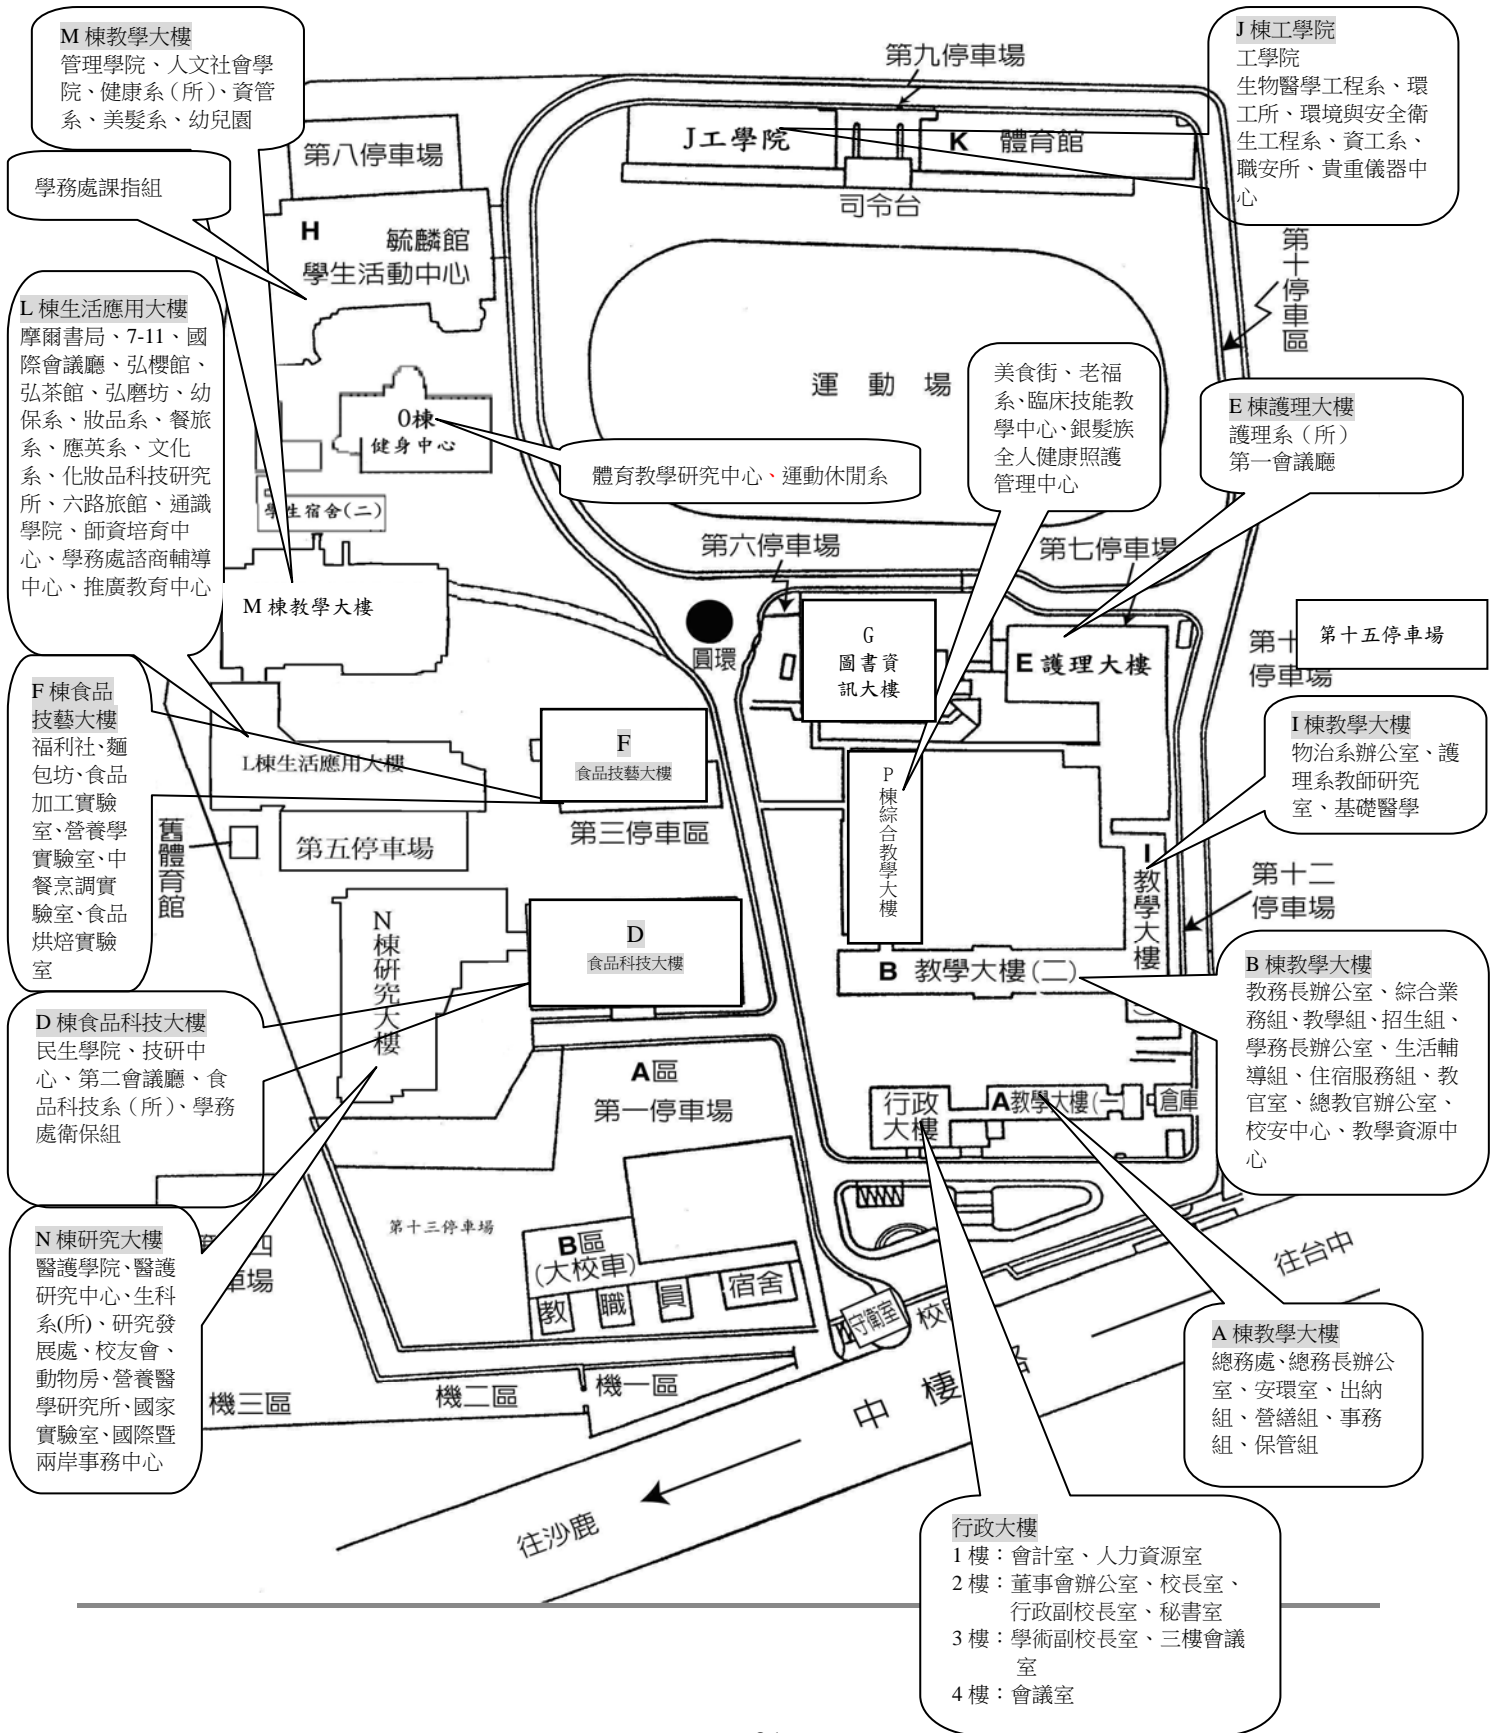 M 棟教學大樓
管理學院、人文社會學
院、健康系（所）、資管
系、美髮系、幼兒園
學務處課指組
第八停車場
H
毓麟館
學生活動中心
第九停車場
J工學院
K 體育館
司令台
J 棟工學院
工學院
生物醫學工程系、環
工所、環境與安全衛
生工程系、資工系、
職安所、貴重儀器中
心
第十停車區
L 棟生活應用大樓
摩爾書局、7-11、國
際會議廳、弘櫻館、
弘茶館、弘磨坊、幼
保系、妝品系、餐旅
系、應英系、文化
系、化妝品科技研究
所、六路旅館、通識
學院、師資培育中
心、學務處諮商輔導
中心、推廣教育中心
O棟
健身中心
體育教學研究中心、運動休閒系
運動場
美食街、老福
系、臨床技能教
學中心、銀髮族
全人健康照護
管理中心
E 棟護理大樓
護理系（所）
第一會議廳
學生宿舍(二)
M 棟教學大樓
第六停車場
第七停車場
圓環
G
圖書資
訊大樓
E 護理大樓
第十
停車場
第十五停車場
F 棟食品
技藝大樓
福利社、麵
包坊、食品
加工實驗
室、營養學
實驗室、中
餐烹調實
驗室、食品
烘焙實驗
室
L棟生活應用大樓
F
食品技藝大樓
第三停車區
第五停車場
舊體育館
P棟綜合教學大樓
I 棟教學大樓
物治系辦公室、護
理系教師研究
室、基礎醫學
I教學大樓
第十二
停車場
N棟研究大樓
D
食品科技大樓
B 教學大樓(二)
B 棟教學大樓
教務長辦公室、綜合業
務組、教學組、招生組、
學務長辦公室、生活輔
導組、住宿服務組、教
官室、總教官辦公室、
校安中心、教學資源中
心
D 棟食品科技大樓
民生學院、技研中
心、第二會議廳、食
品科技系（所）、學務
處衛保組
A區
第一停車場
行政
大樓
A教學大樓(一
倉庫
N 棟研究大樓
醫護學院、醫護
研究中心、生科
系(所)、研究發
展處、校友會、
動物房、營養醫
學研究所、國家
實驗室、國際暨
兩岸事務中心
四
車場
第十三停車場
B區
(大校車)
教職員宿舍
守衛室
校
往台中
A 棟教學大樓
總務處、總務長辦公
室、安環室、出納
組、營繕組、事務
組、保管組
機三區
機二區
機一區
中棲路
往沙鹿
行政大樓
1 樓：會計室、人力資源室
2 樓：董事會辦公室、校長室、
行政副校長室、秘書室
3 樓：學術副校長室、三樓會議
室
4 樓：會議室